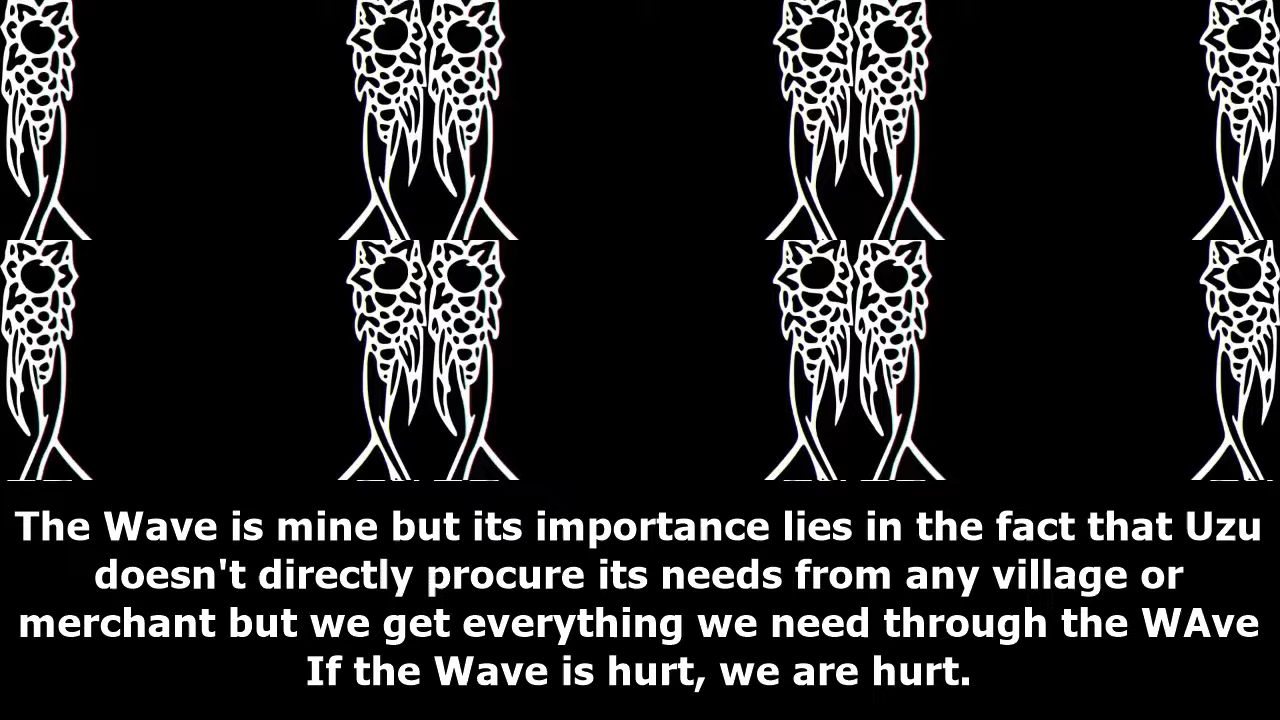 The Wave is mine but its importance lies in the fact that Uzu
doesn't directly procure its needs from any village or
merchant but we get everything we need through the WAve
If the Wave is hurt, we are hurt.